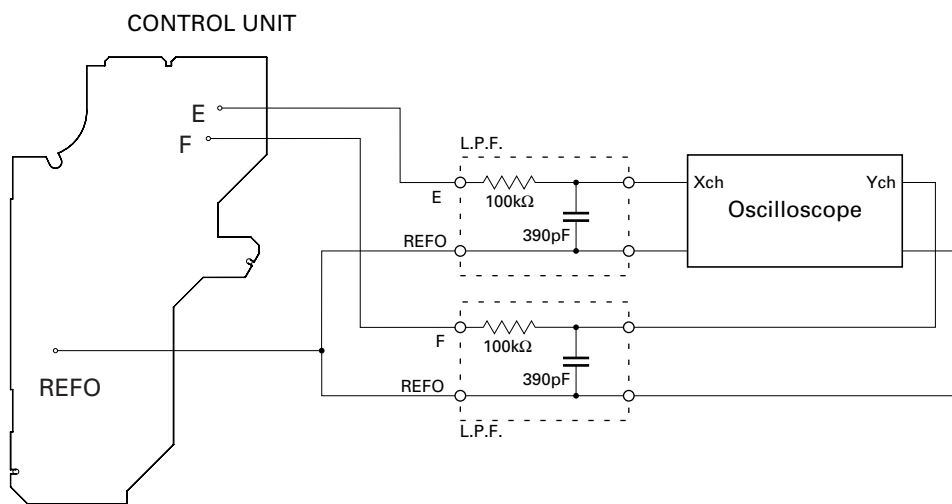 CONTROL UNIT
E
F
REFO
L.P.F.
E
100kΩ
390pF
REFO
Xch
Ych
Oscilloscope
F
100kΩ
390pF
REFO
L.P.F.